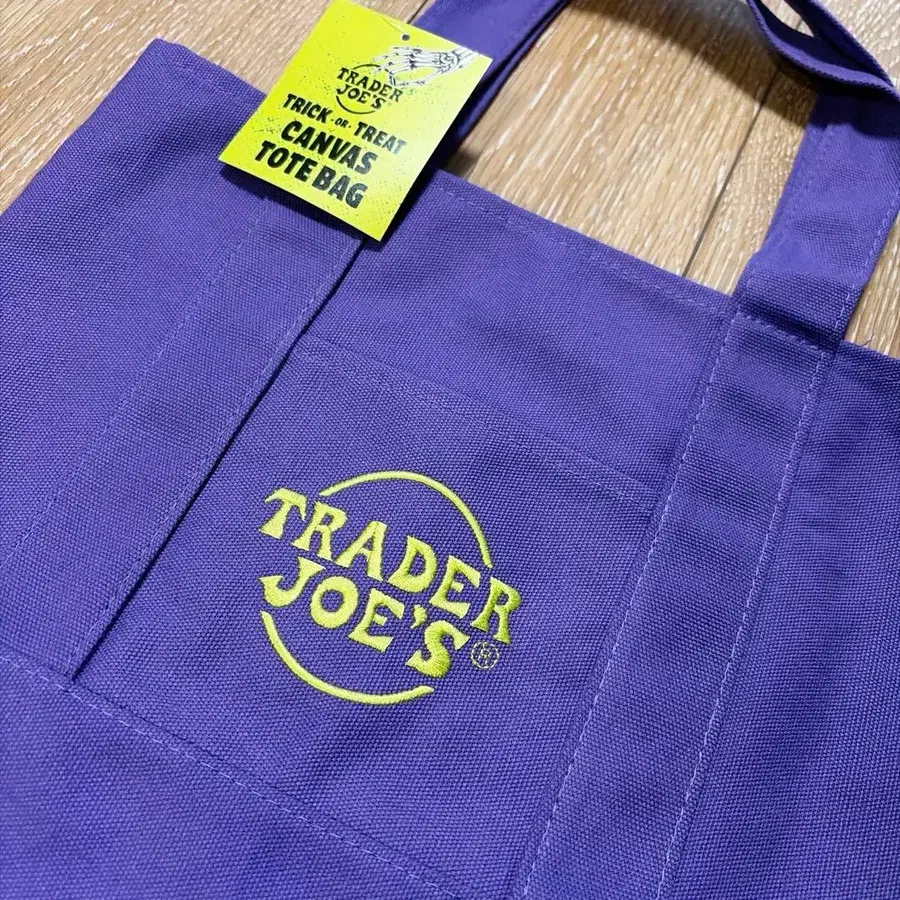 TRADER
JOE'S
TRICK OR TREAT
CANVAS
TOTE BAG
TRADER
JOE'S®